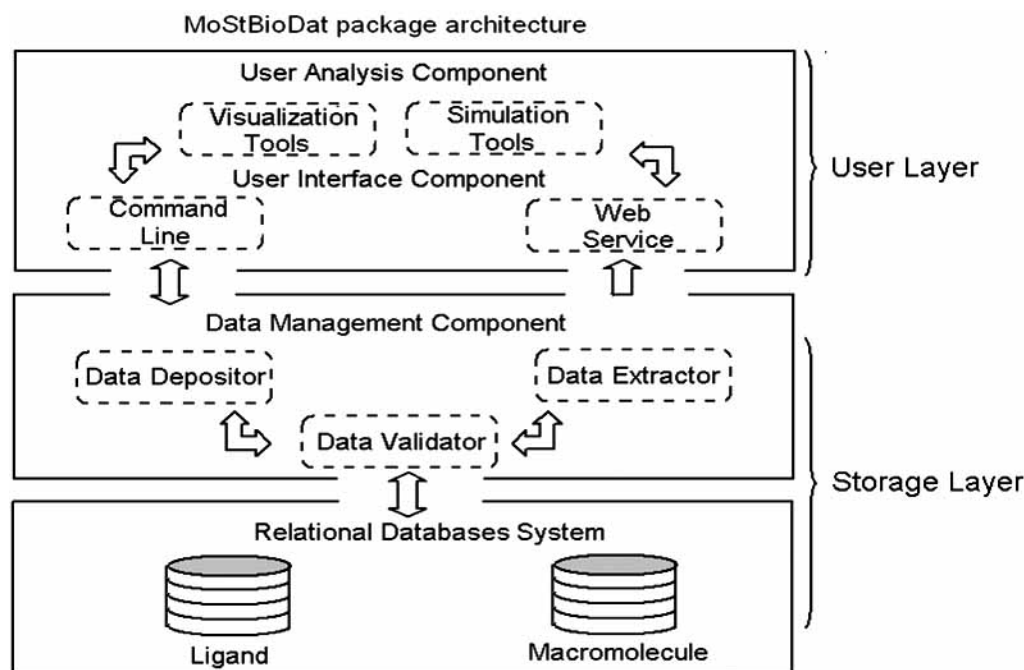 MoStBioDat package architecture
User Analysis Component
Visualization
Tools
Simulation
Tools
User Interface Component
Command
Line
Web
Service
User Layer
Data Management Component
Data Depositor
Data Extractor
Data Validator
Storage Layer
Relational Databases System
Ligand
Macromolecule